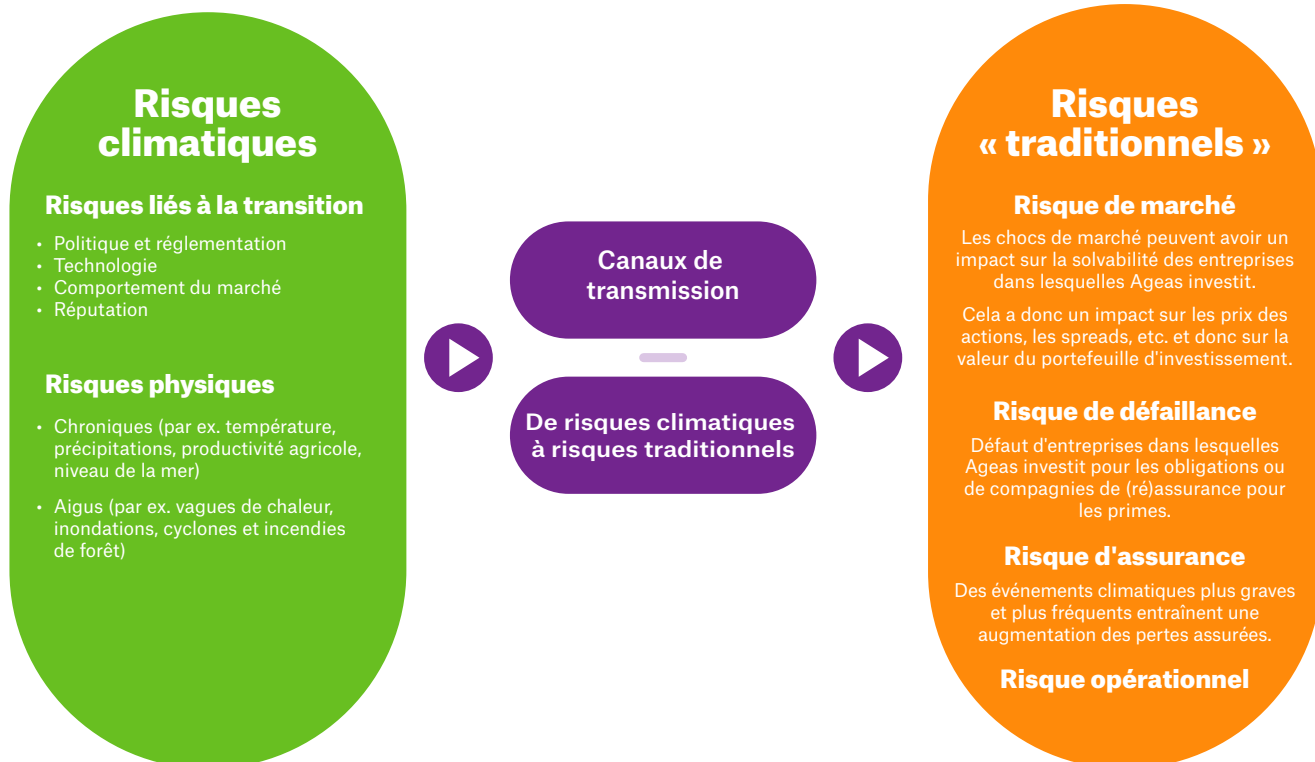 Risques
climatiques
Risques liés à la transition
• Politique et réglementation
• Technologie
• Comportement du marché
• Réputation
Risques physiques
• Chroniques (par ex. température,
précipitations, productivité agricole,
niveau de la mer)
• Aigus (par ex. vagues de chaleur,
inondations, cyclones et incendies
de forêt)
Canaux de
transmission
De risques climatiques
à risques traditionnels
Risques
« traditionnels »
Risque de marché
Les chocs de marché peuvent avoir un
impact sur la solvabilité des entreprises
dans lesquelles Ageas investit.
Cela a donc un impact sur les prix des
actions, les spreads, etc. et donc sur la
valeur du portefeuille d'investissement.
Risque de défaillance
Défaut d'entreprises dans lesquelles
Ageas investit pour les obligations ou
de compagnies de (ré)assurance pour
les primes.
Risque d'assurance
Des événements climatiques plus graves
et plus fréquents entraînent une
augmentation des pertes assurées.
Risque opérationnel